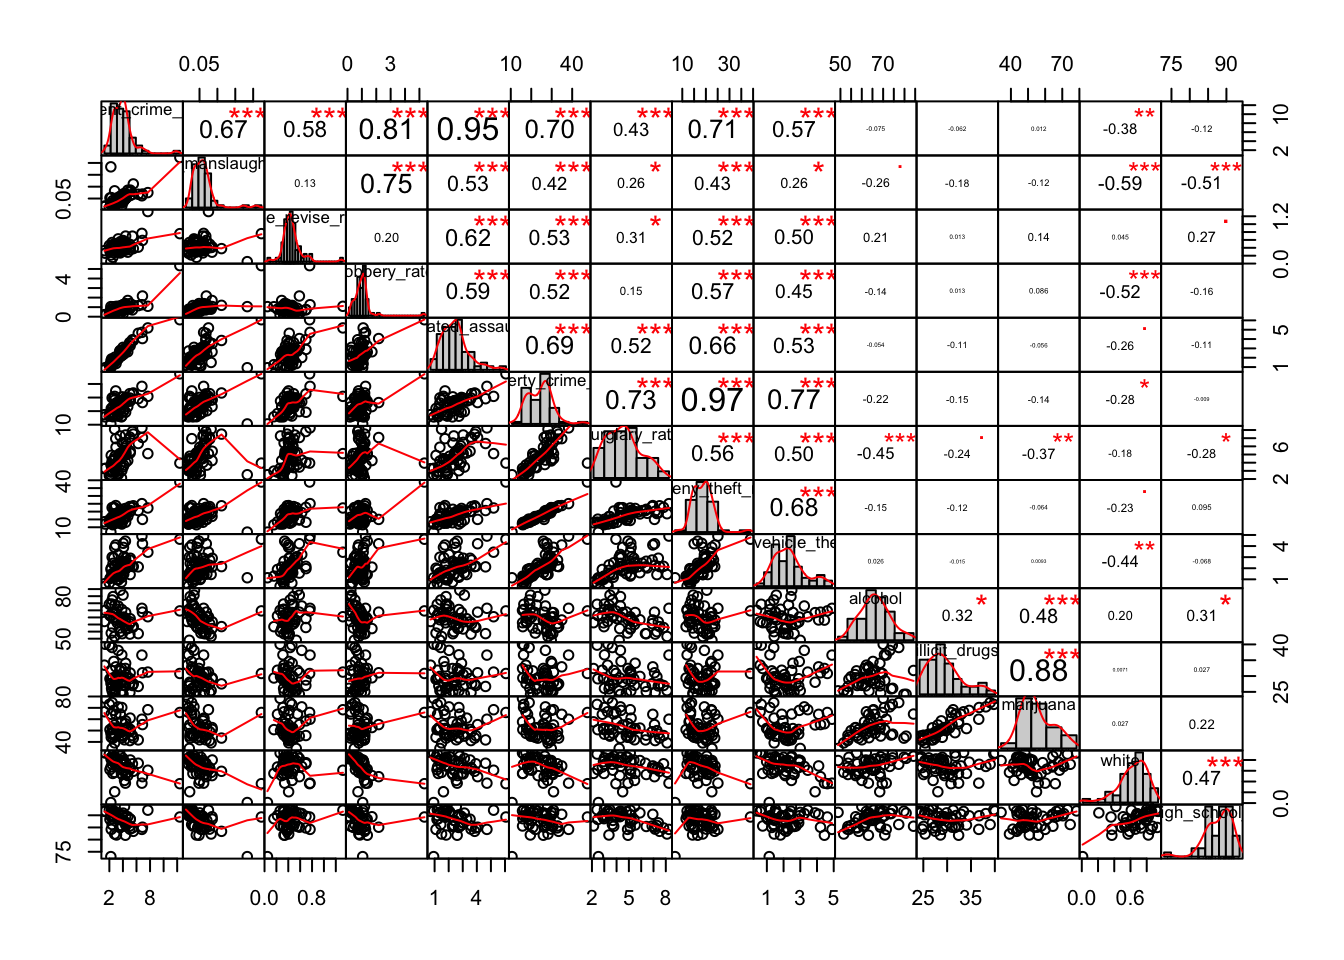 0.05 0 3 10 40 10 30 50 70 40 70 75 90
ent_crime_ 0.67 *** 0.58 *** 0.81 *** 0.95 *** 0.70 *** 0.43 *** 0.71 *** 0.57 *** -0.075 -0.062 0.012 -0.38 ** -0.12 2 10
0.05 manslaugh 0.13 0.75 *** 0.53 *** 0.42 *** 0.26 * 0.43 *** 0.26 * -0.26 . -0.18 -0.12 -0.59 *** -0.51 ***
e_revise_r 0.20 0.62 *** 0.53 *** 0.31 * 0.52 *** 0.50 *** 0.21 0.013 0.14 0.045 0.27 . 0.0 1.2
0 4 obbery_rate 0.59 *** 0.52 *** 0.15 0.57 *** 0.45 *** -0.14 0.013 0.086 -0.52 *** -0.16
ated_assau 0.69 *** 0.52 *** 0.66 *** 0.53 *** -0.054 -0.11 -0.056 -0.26 . -0.11 1 5
10 erty_crime_ 0.73 *** 0.97 *** 0.77 *** -0.22 -0.15 -0.14 -0.28 * -0.009
urglary_rat 0.56 *** 0.50 *** -0.45 *** -0.24 . -0.37 ** -0.18 -0.28 * 2 6
10 40 eny_theft_ 0.68 *** -0.15 -0.12 -0.064 -0.23 . 0.095
vehicle_the 0.026 -0.015 0.0093 -0.44 ** -0.068 1 4
50 80 alcohol 0.32 * 0.48 *** 0.20 0.31 *
illicit_drugs 0.88 *** 0.0071 0.027 25 40
40 80 marijuana 0.027 0.22
white 0.47 *** 0.0
75 igh_school
2 8 0.0 0.8 1 4 2 5 8 1 3 5 25 35 0.0 0.6